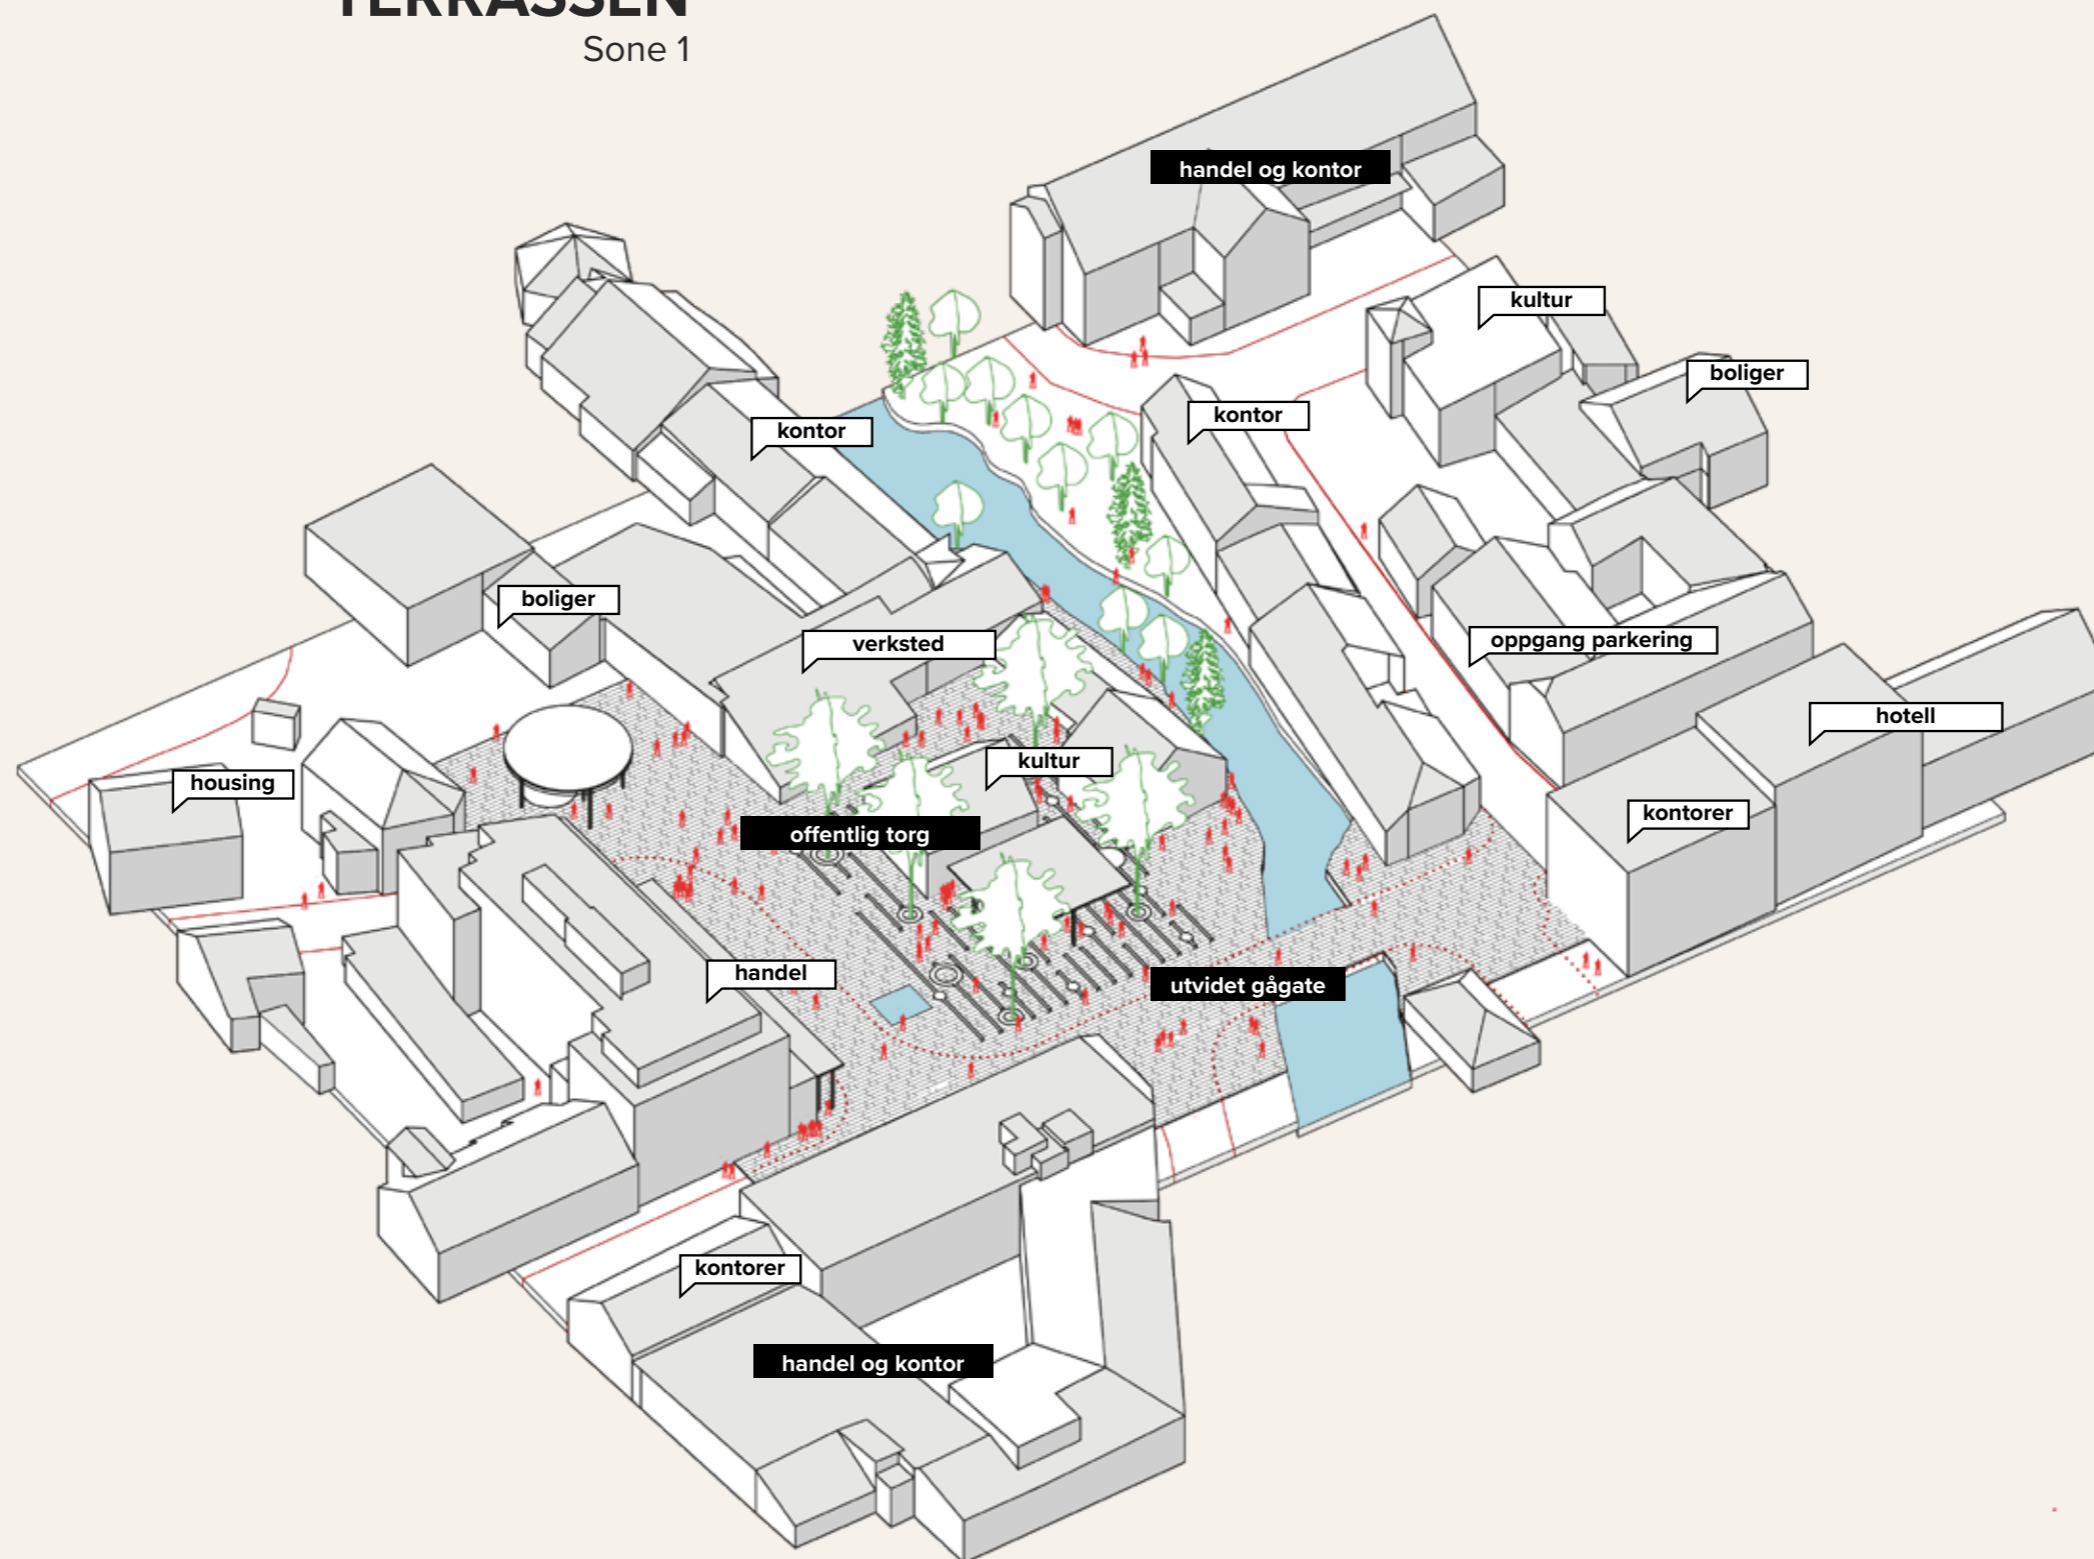 TERRASSEN
Sone 1
handel og kontor
kultur
boliger
kontor
kontor
boliger
verksted
oppgang parkering
hotell
kultur
housing
kontorer
offentlig torg
handel
utvidet gågate
kontorer
handel og kontor